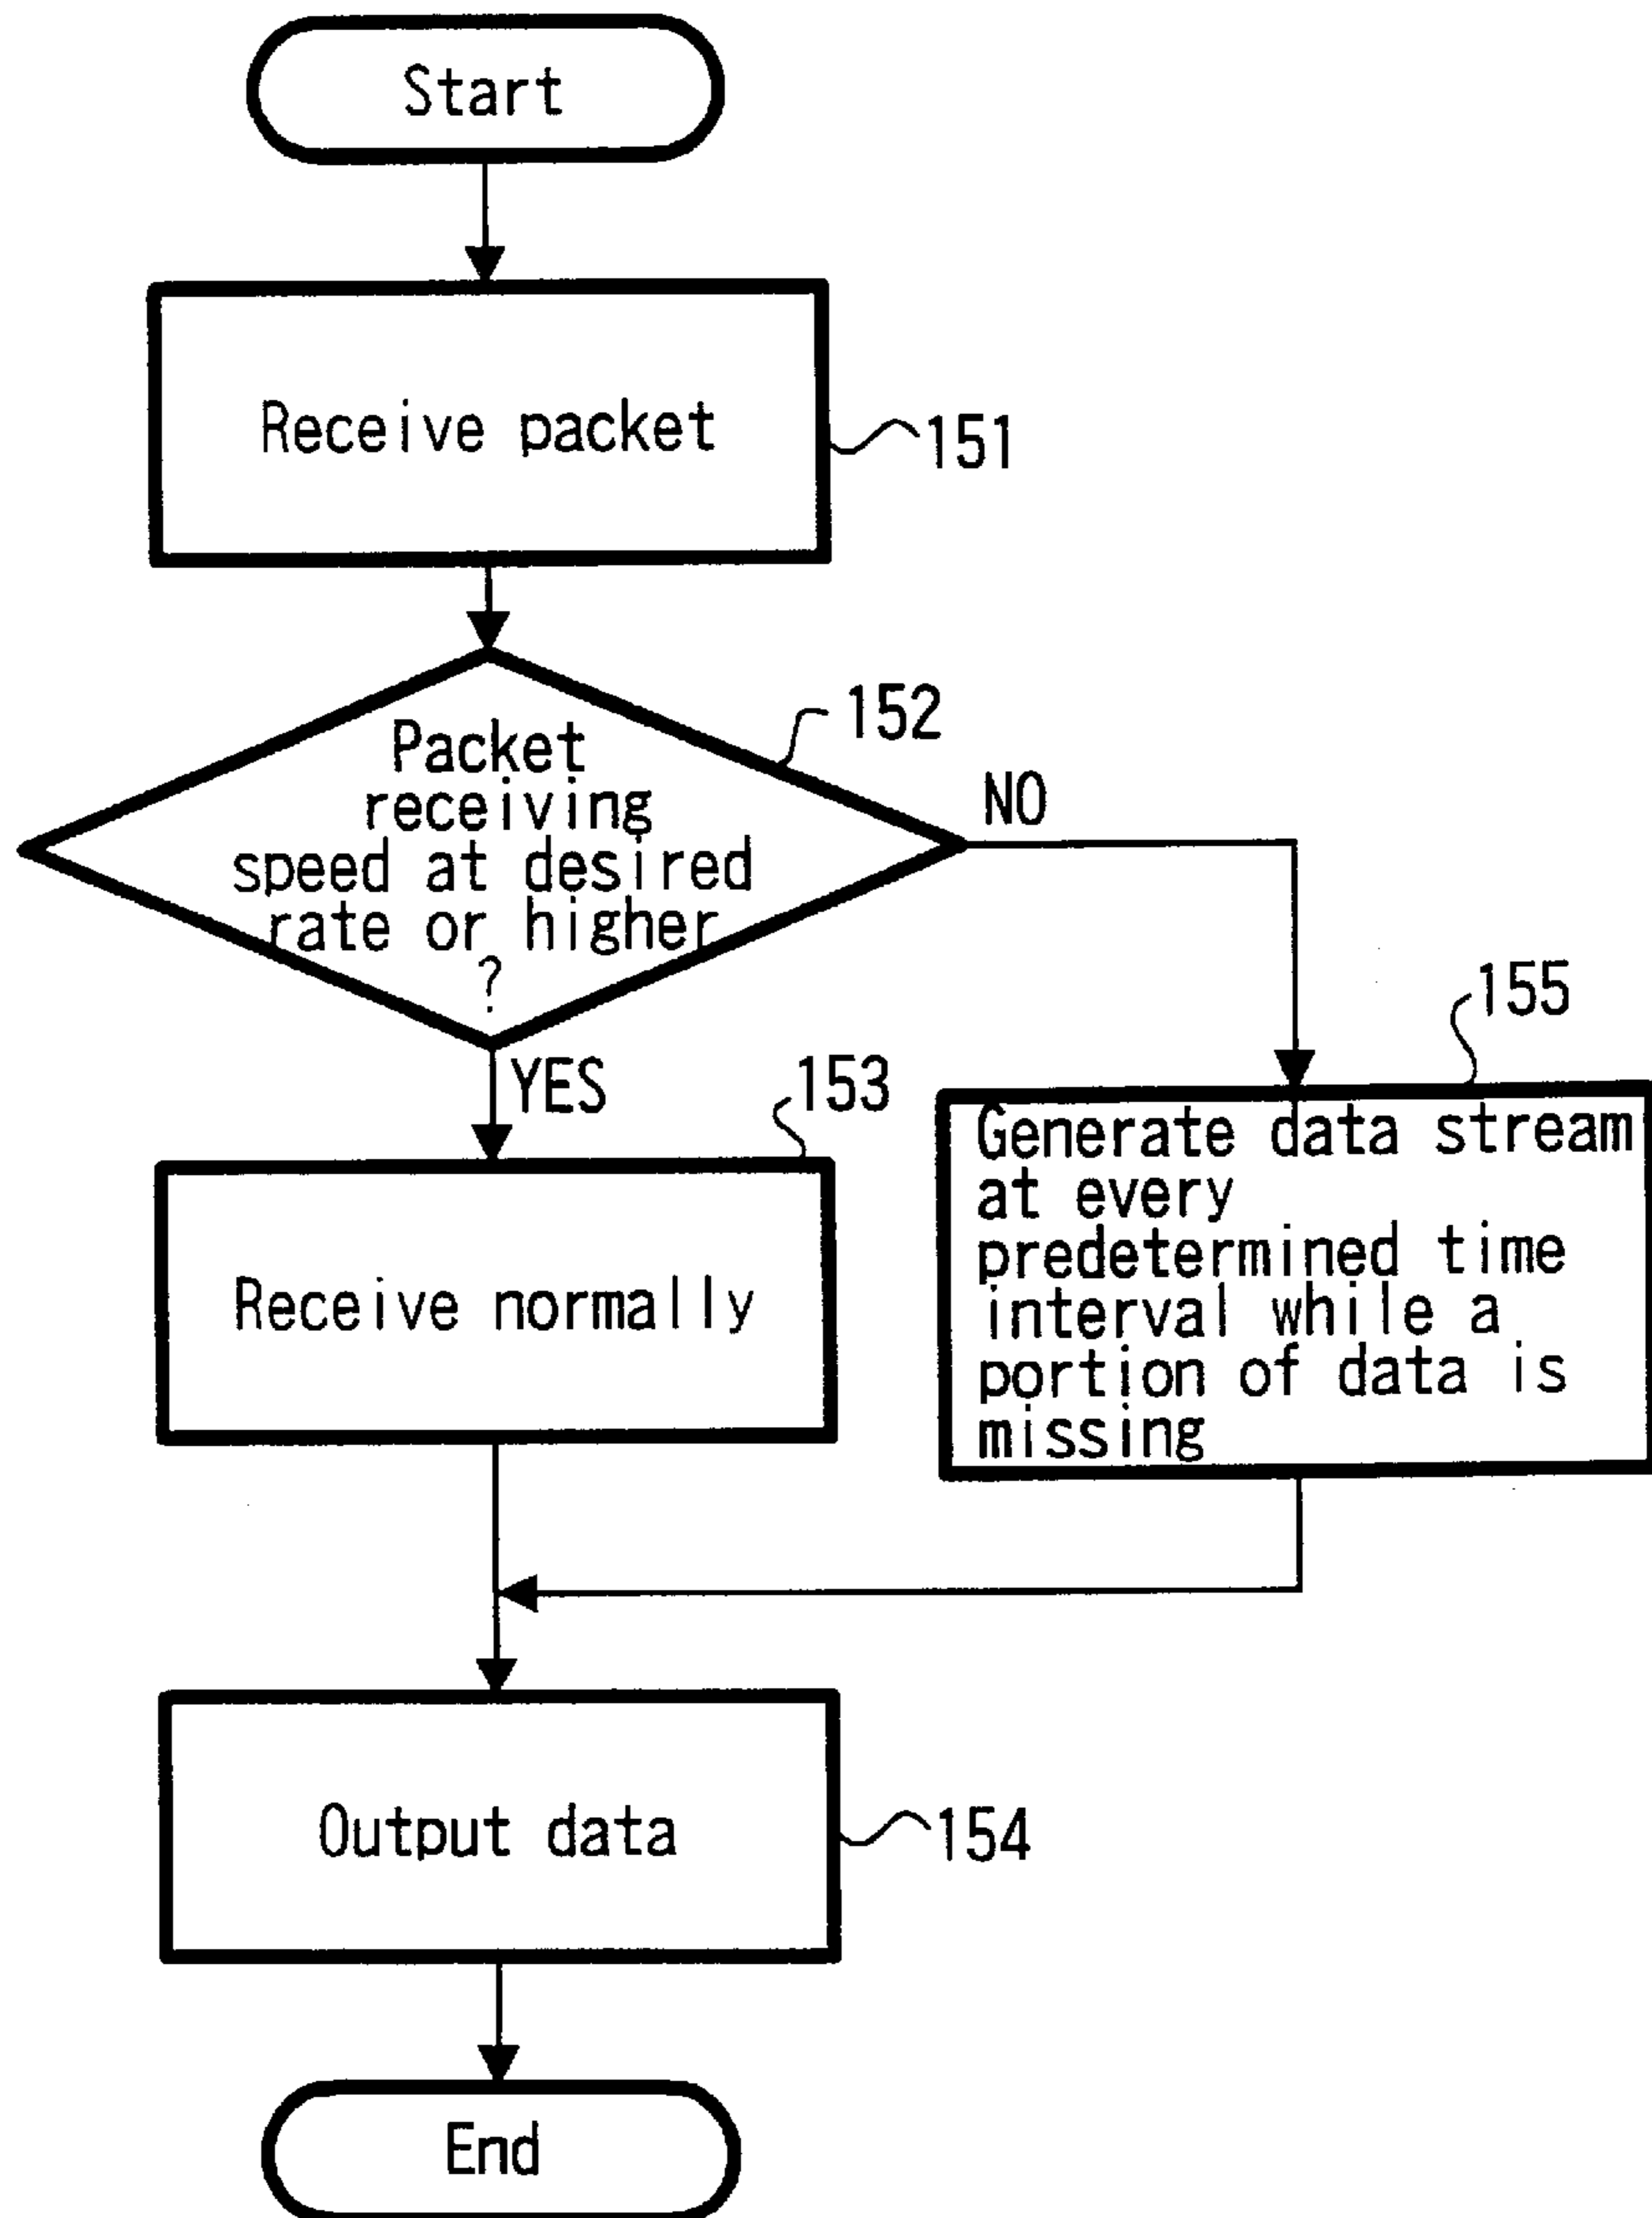 Start
Receive packet
151
152
Packet
receiving
speed at desired
rate or higher
?
NO
YES
153
Receive normally
155
Generate data stream
at every
predetermined time
interval while a
portion of data is
missing
Output data
154
End